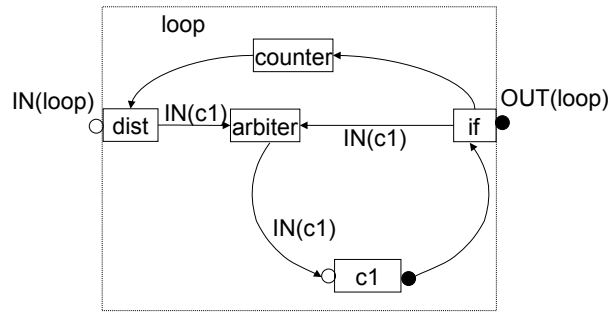 loop
counter
IN(loop)
OUT(loop)
dist
IN(c1)
arbiter
IN(c1)
if
IN(c1)
c1